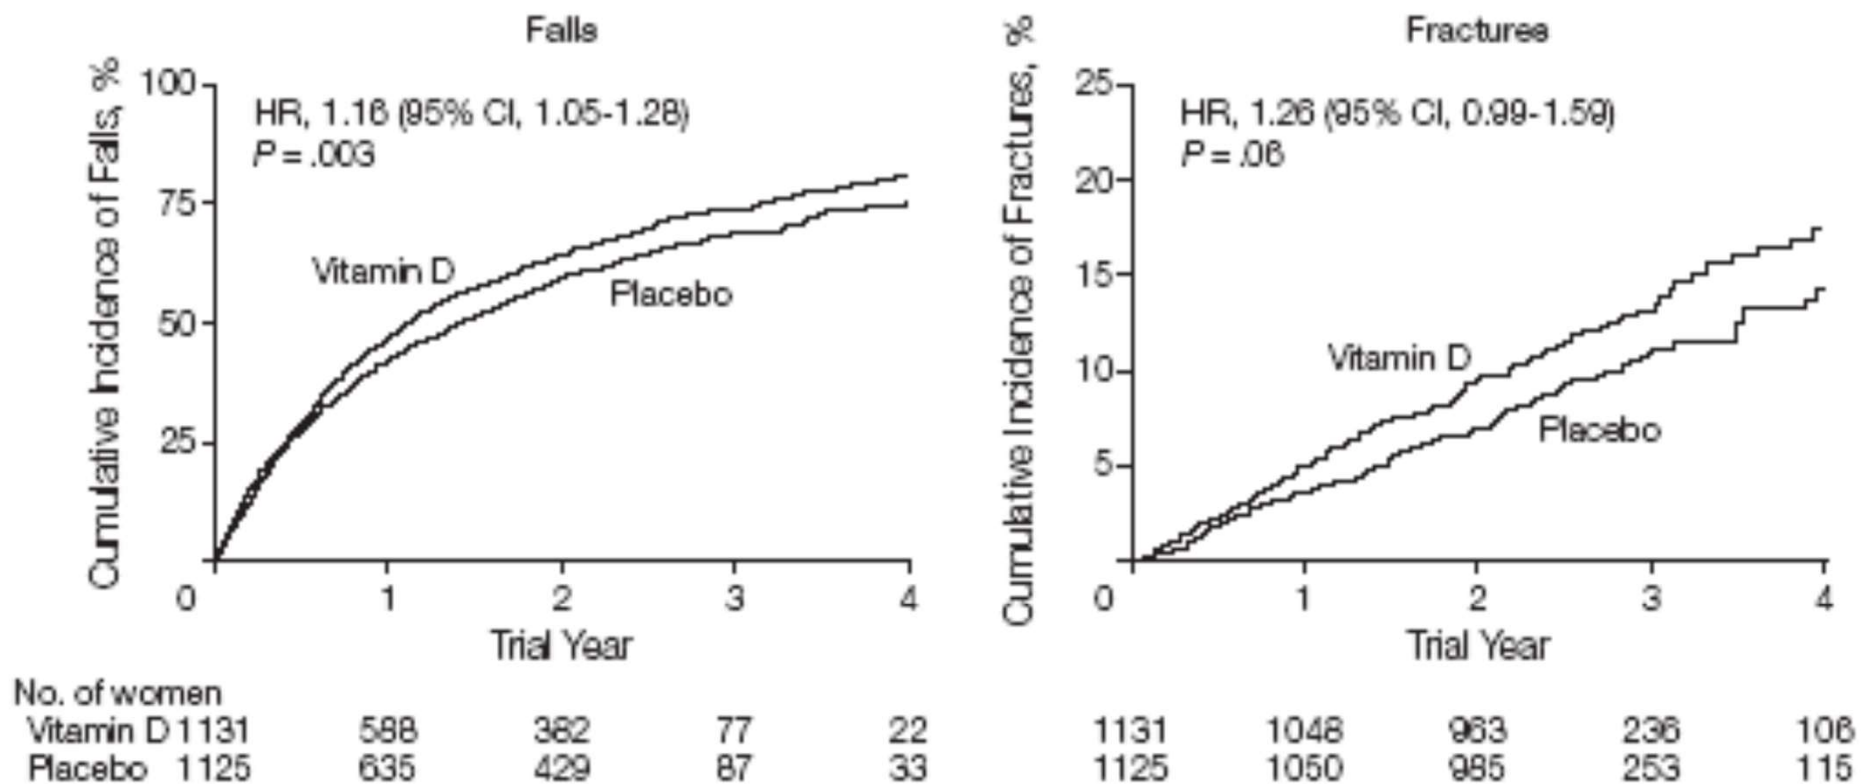 Falls
Cumulative Incidence of Falls, %
100
75
50
25
0
HR, 1.16 (95% CI, 1.05-1.28)
P = .003
Vitamin D
Placebo
1 2 3 4
Trial Year
Fractures
Cumulative Incidence of Fractures, %
25
20
15
10
5
0
HR, 1.26 (95% CI, 0.99-1.59)
P = .06
Vitamin D
Placebo
1 2 3 4
Trial Year
No. of women
Vitamin D 1131 588 382 77 22 1131 1048 963 236 106
Placebo 1125 635 429 87 33 1125 1050 985 253 115